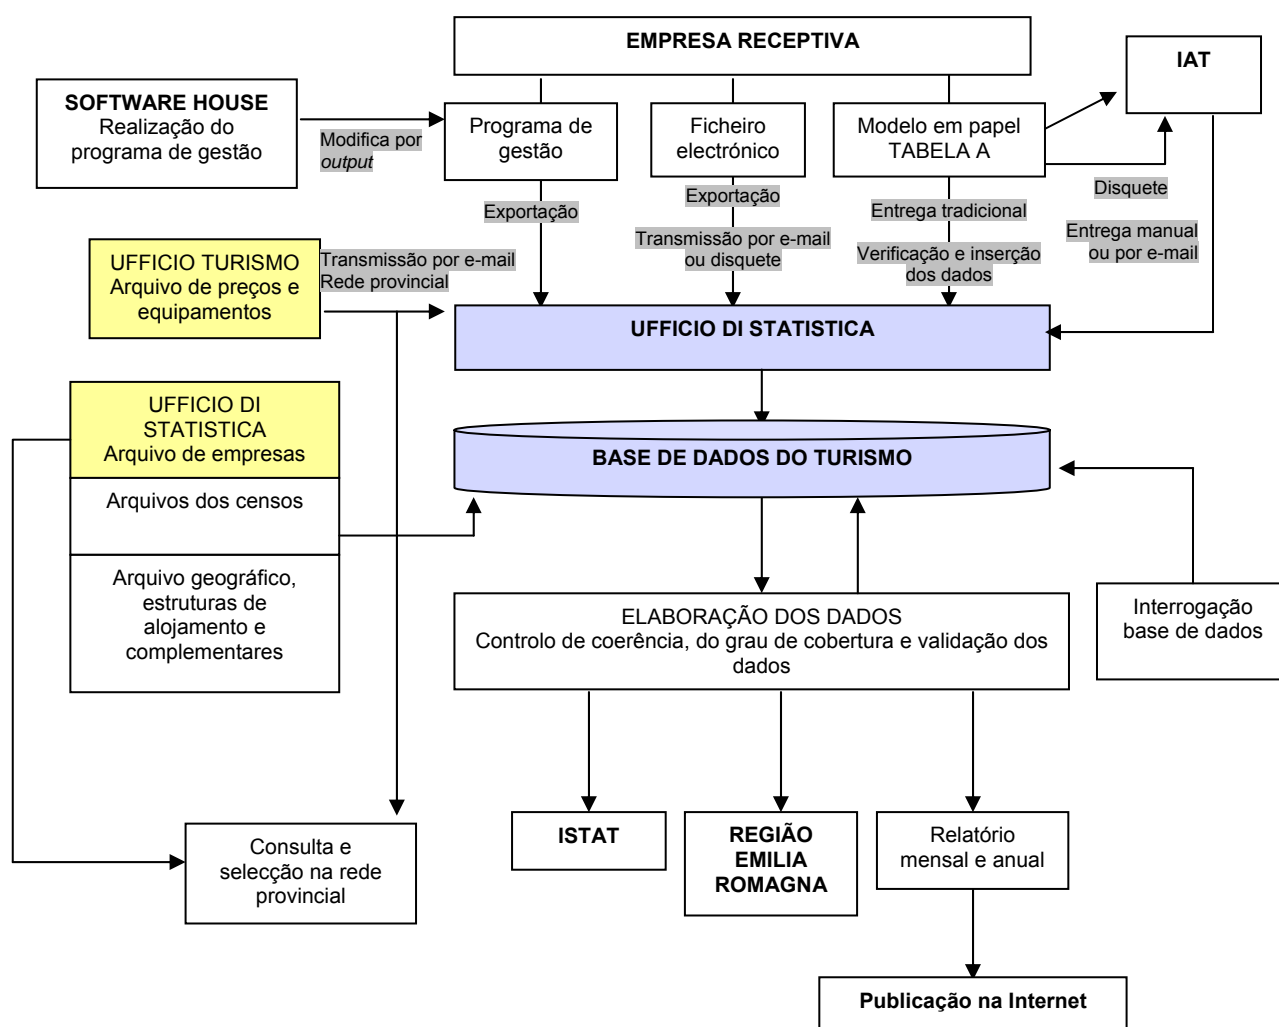 EMPRESA RECEPTIVA
IAT
SOFTWARE HOUSE
Realização do
programa de gestão
Modifica por
output
Programa de
gestão
Ficheiro
electrónico
Modelo em papel
TABELA A
Exportação
Exportação
Transmissão por e-mail
ou disquete
Entrega tradicional
Verificação e inserção
dos dados
Disquete
Entrega manual
ou por e-mail
UFFICIO TURISMO
Arquivo de preços e
equipamentos
Transmissão por e-mail
Rede provincial
UFFICIO DI STATISTICA
UFFICIO DI
STATISTICA
Arquivo de empresas
Arquivos dos censos
Arquivo geográfico,
estruturas de
alojamento e
complementares
BASE DE DADOS DO TURISMO
ELABORAÇÃO DOS DADOS
Controlo de coerência, do grau de cobertura e validação dos
dados
Interrogação
base de dados
Consulta e
selecção na rede
provincial
ISTAT
REGIÃO
EMILIA
ROMAGNA
Relatório
mensal e anual
Publicação na Internet